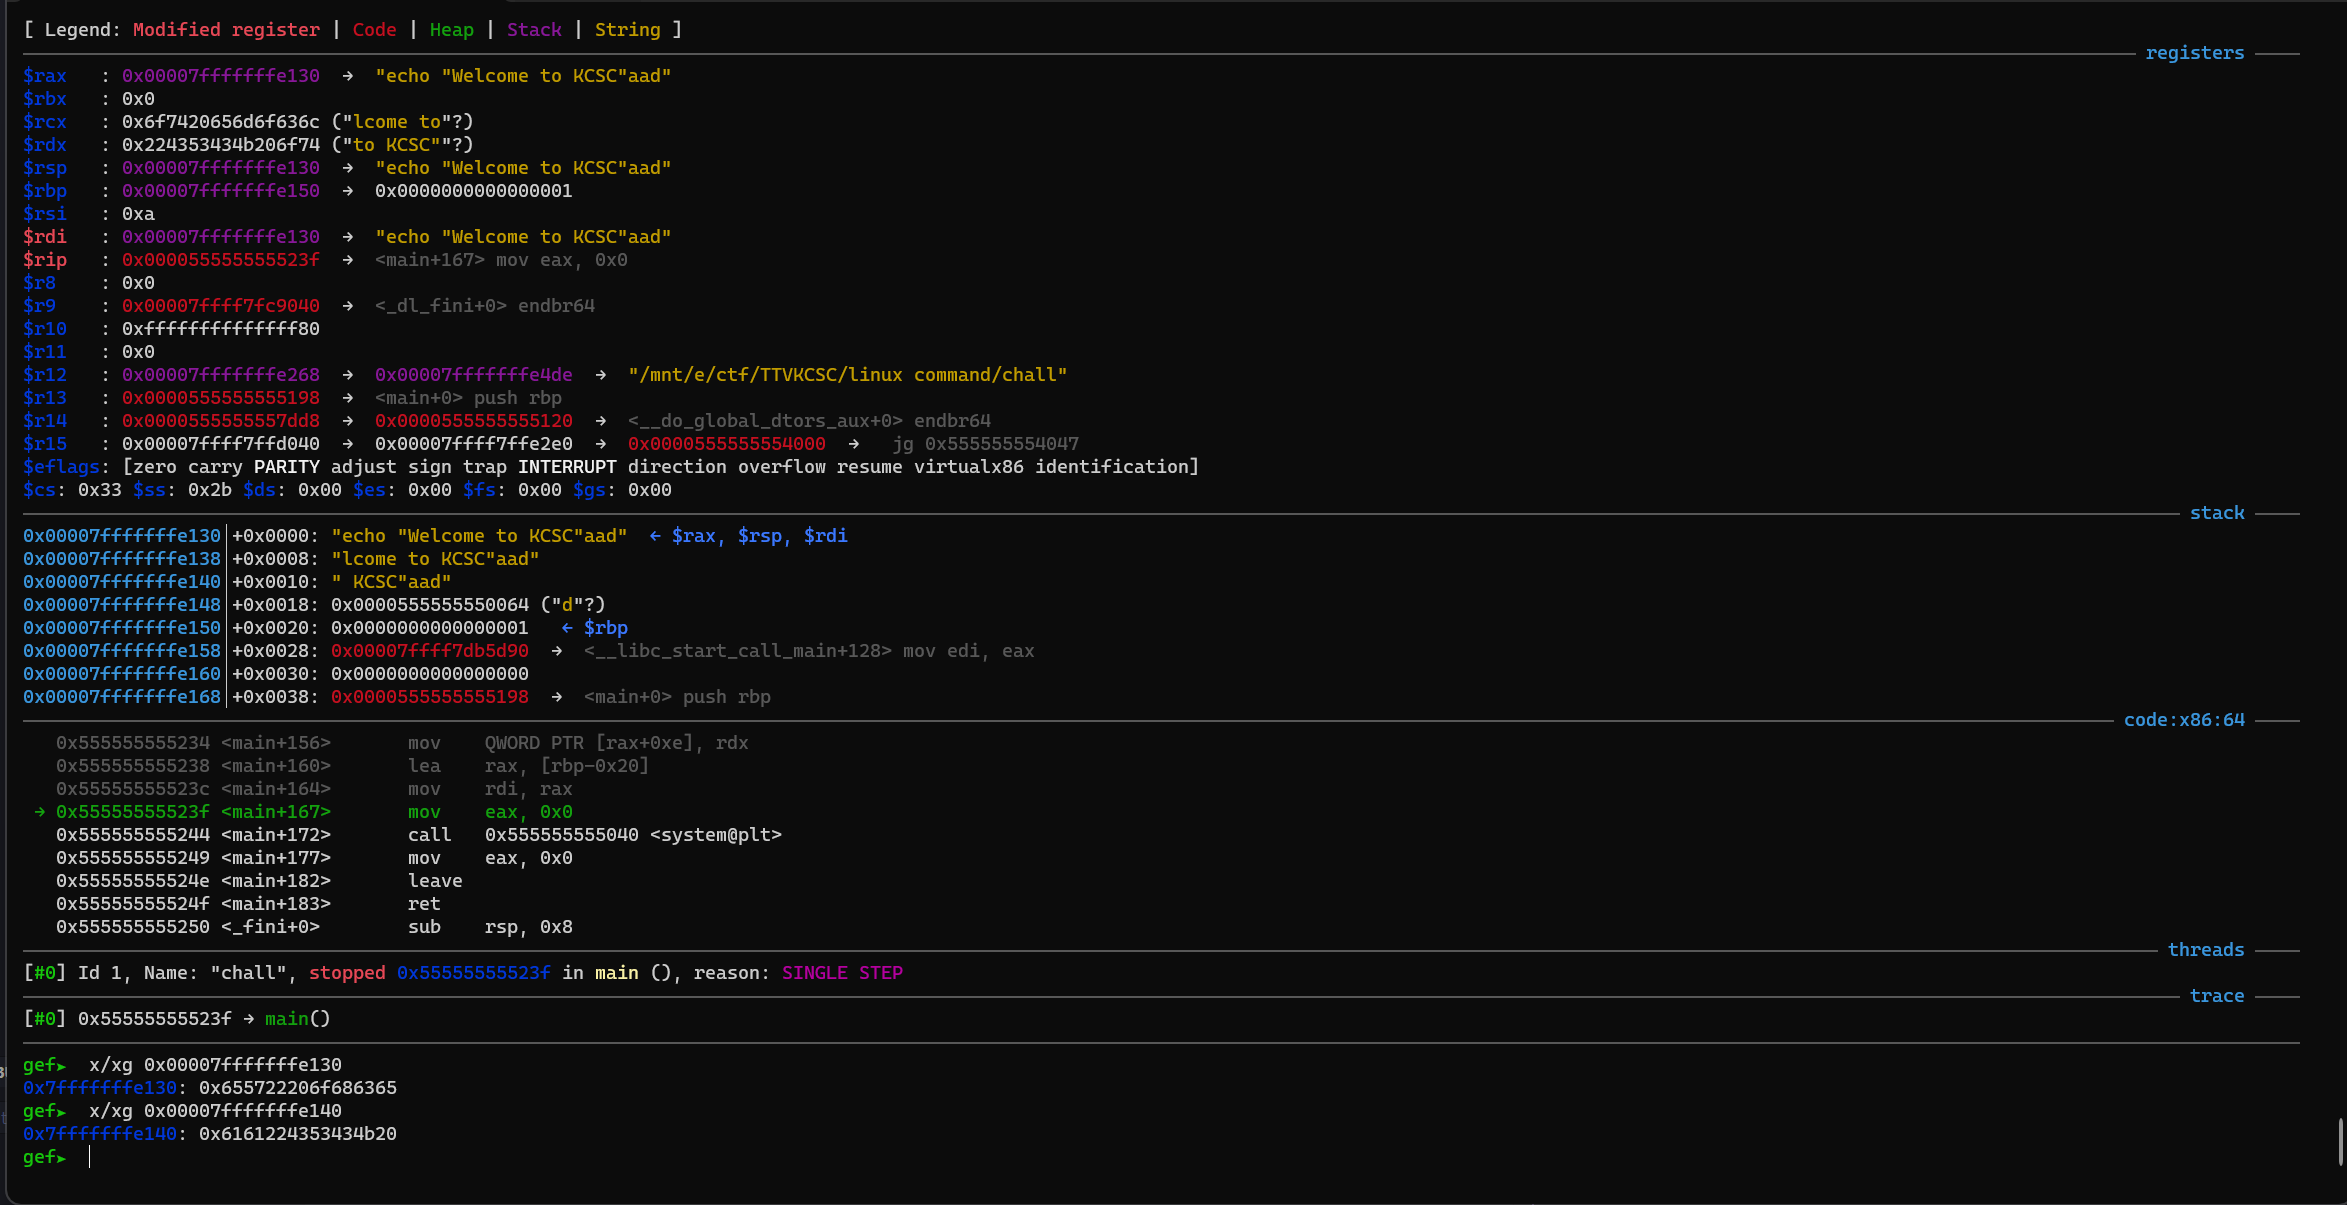 [ Legend: Modified register | Code | Heap | Stack | String ]
registers
$rax : 0x00007fffffffe130 → "echo "Welcome to KCSC"aad"
$rbx : 0x0
$rcx : 0x6f7420656d6f636c ("lcome to"?)
$rdx : 0x224353434b206f74 ("to KCSC""?)
$rsp : 0x00007fffffffe130 → "echo "Welcome to KCSC"aad"
$rbp : 0x00007fffffffe150 → 0x0000000000000001
$rsi : 0xa
$rdi : 0x00007fffffffe130 → "echo "Welcome to KCSC"aad"
$rip : 0x000055555555523f → <main+167> mov eax, 0x0
$r8 : 0x0
$r9 : 0x00007ffff7fc9040 → <_dl_fini+0> endbr64
$r10 : 0xffffffffffffff80
$r11 : 0x0
$r12 : 0x00007fffffffe268 → 0x00007fffffffe4de → "/mnt/e/ctf/TTVKCSC/linux command/chall"
$r13 : 0x0000555555555198 → <main+0> push rbp
$r14 : 0x0000555555557dd8 → 0x0000555555555120 → <__do_global_dtors_aux+0> endbr64
$r15 : 0x00007ffff7ffd040 → 0x00007ffff7ffe2e0 → 0x0000555555554000 → jg 0x555555554047
$eflags: [zero carry PARITY adjust sign trap INTERRUPT direction overflow resume virtualx86 identification]
$cs: 0x33 $ss: 0x2b $ds: 0x00 $es: 0x00 $fs: 0x00 $gs: 0x00
stack
0x00007fffffffe130│+0x0000: "echo "Welcome to KCSC"aad" ← $rax, $rsp, $rdi
0x00007fffffffe138│+0x0008: "lcome to KCSC"aad"
0x00007fffffffe140│+0x0010: " KCSC"aad"
0x00007fffffffe148│+0x0018: 0x0000555555550064 ("d"?)
0x00007fffffffe150│+0x0020: 0x0000000000000001 ← $rbp
0x00007fffffffe158│+0x0028: 0x00007ffff7db5d90 → <__libc_start_call_main+128> mov edi, eax
0x00007fffffffe160│+0x0030: 0x0000000000000000
0x00007fffffffe168│+0x0038: 0x0000555555555198 → <main+0> push rbp
code:x86:64
0x555555555234 <main+156> mov QWORD PTR [rax+0xe], rdx
0x555555555238 <main+160> lea rax, [rbp-0x20]
0x55555555523c <main+164> mov rdi, rax
→ 0x55555555523f <main+167> mov eax, 0x0
0x555555555244 <main+172> call 0x555555555040 <system@plt>
0x555555555249 <main+177> mov eax, 0x0
0x55555555524e <main+182> leave
0x55555555524f <main+183> ret
0x555555555250 <_fini+0> sub rsp, 0x8
threads
[#0] Id 1, Name: "chall", stopped 0x55555555523f in main (), reason: SINGLE STEP
trace
[#0] 0x55555555523f → main()
gef➤ x/xg 0x00007fffffffe130
0x7fffffffe130: 0x655722206f686365
gef➤ x/xg 0x00007fffffffe140
0x7fffffffe140: 0x6161224353434b20
gef➤